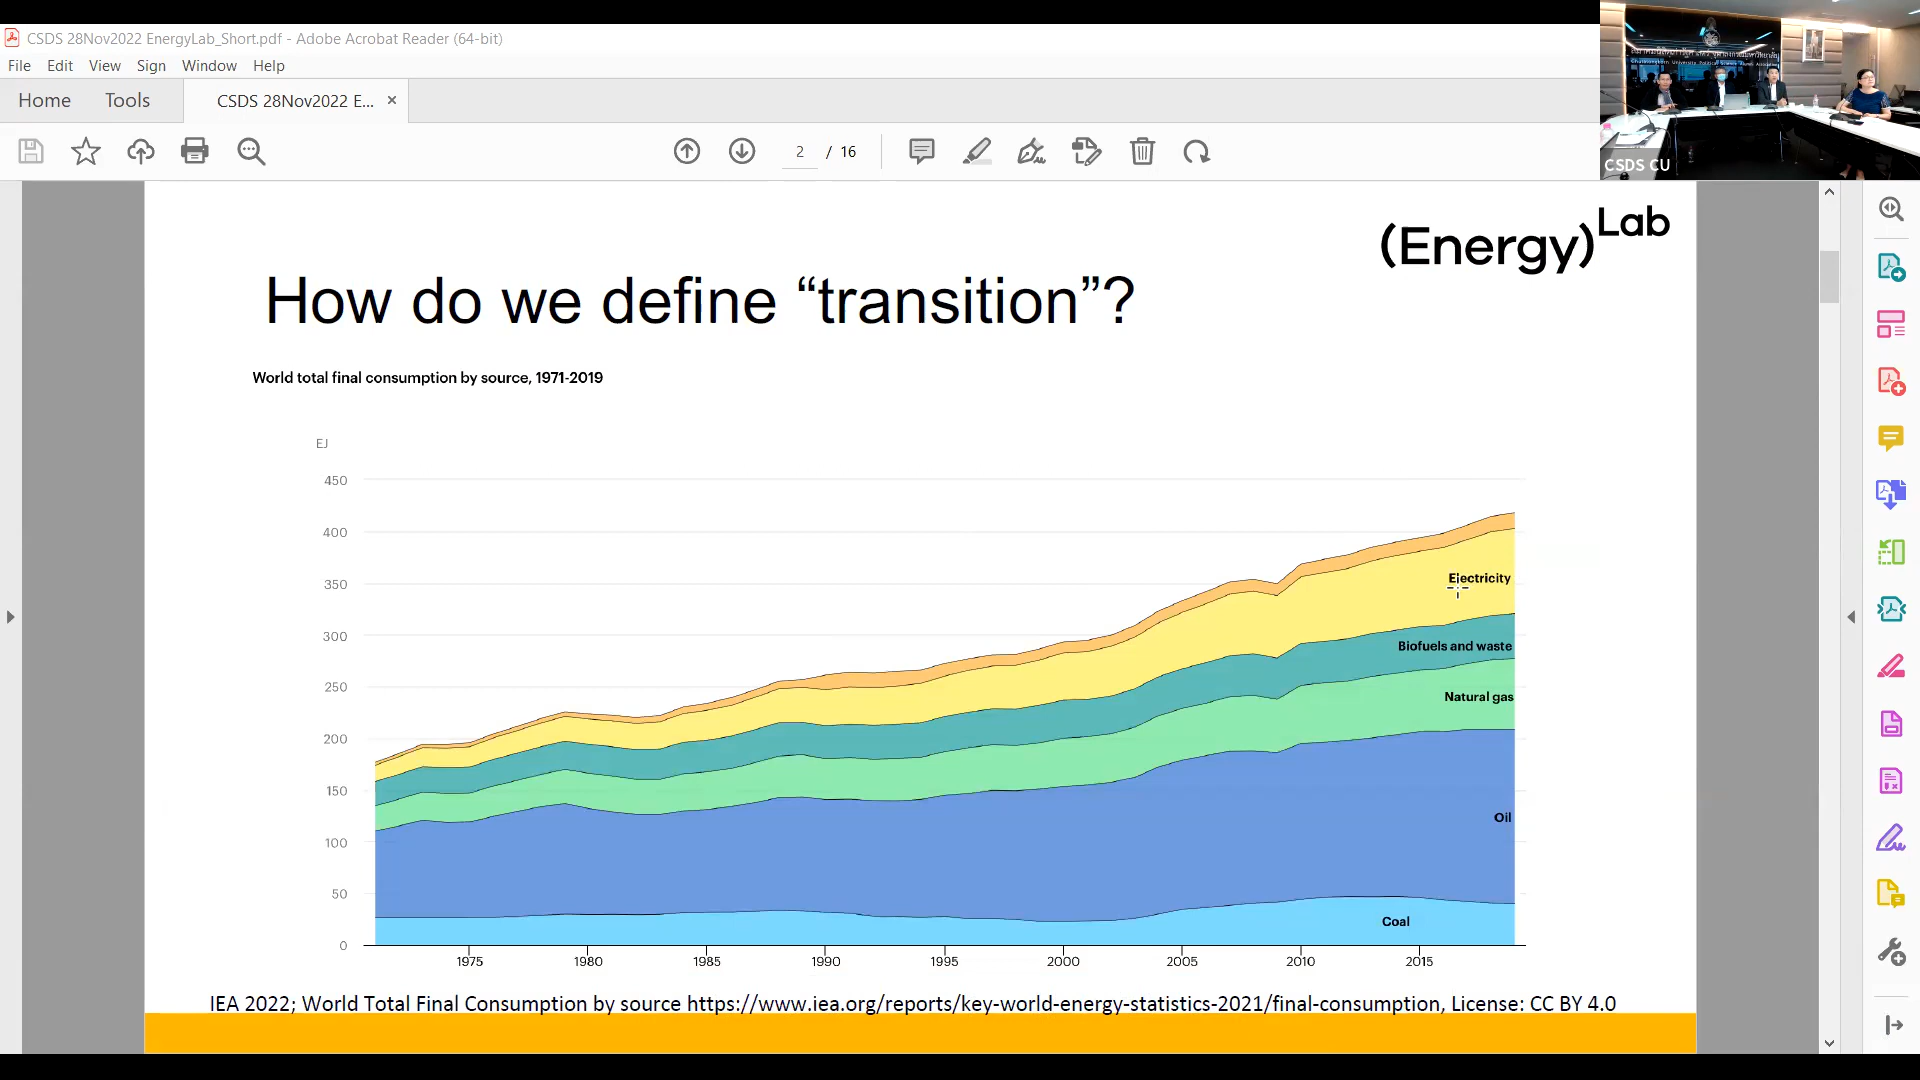 CSDS 28Nov2022 EnergyLab_Short.pdf - Adobe Acrobat Reader (64-bit)
File Edit View Sign Window Help
Home Tools CSDS 28Nov2022 E... ×
2 / 16
CSDS CU
(Energy)Lab
How do we define “transition”?
World total final consumption by source, 1971-2019
EJ
450
400
350
300
250
200
150
100
50
0
Electricity
Biofuels and waste
Natural gas
Oil
Coal
1975 1980 1985 1990 1995 2000 2005 2010 2015
IEA 2022; World Total Final Consumption by source https://www.iea.org/reports/key-world-energy-statistics-2021/final-consumption, License: CC BY 4.0